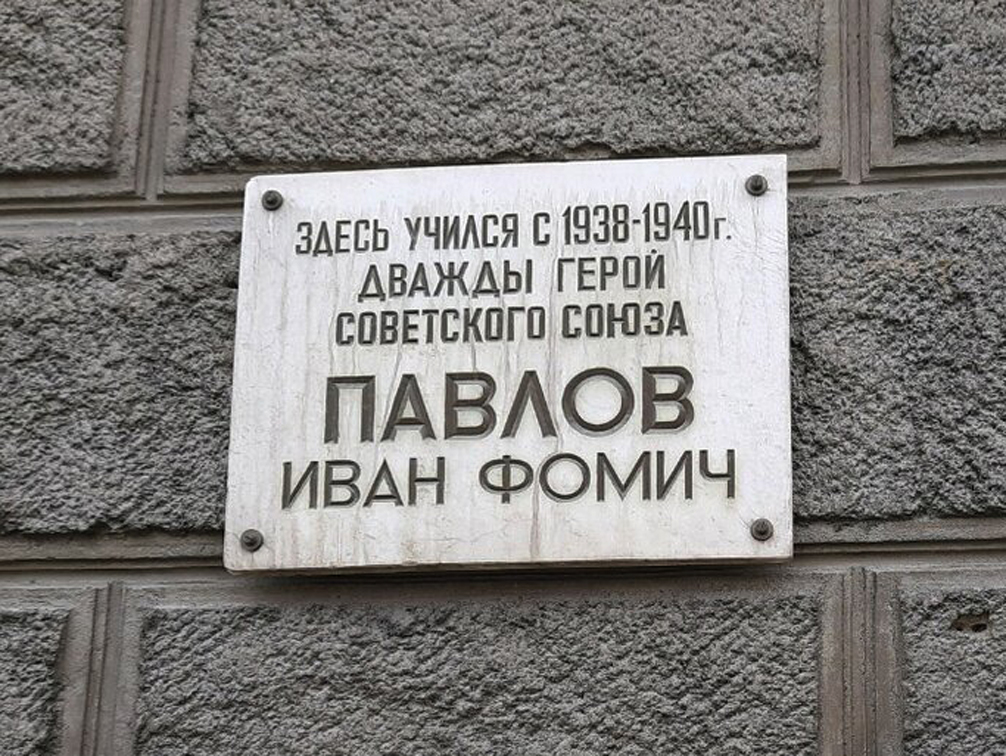 ЗДЕСЬ УЧИЛСЯ С 1938-1940г.
ДВАЖДЫ ГЕРОЙ
СОВЕТСКОГО СОЮЗА
ПАВЛОВ
ИВАН ФОМИЧ